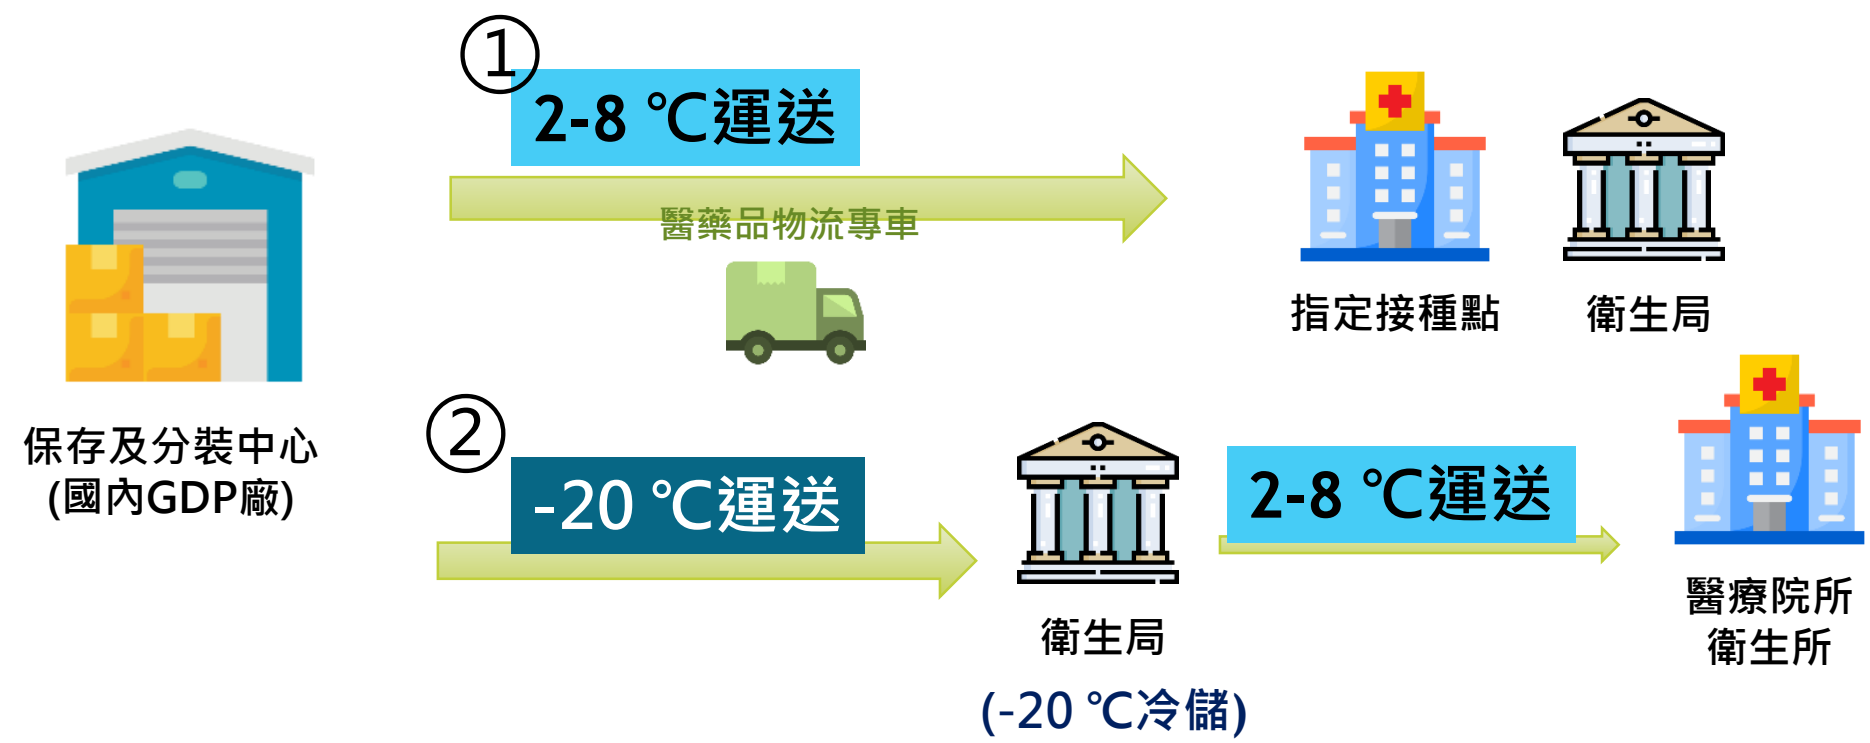 ①
2-8 ℃運送
醫藥品物流專車
指定接種點
衛生局
保存及分裝中心
(國內GDP廠)
②
-20 ℃運送
衛生局
(-20 ℃冷儲)
2-8 ℃運送
醫療院所
衛生所